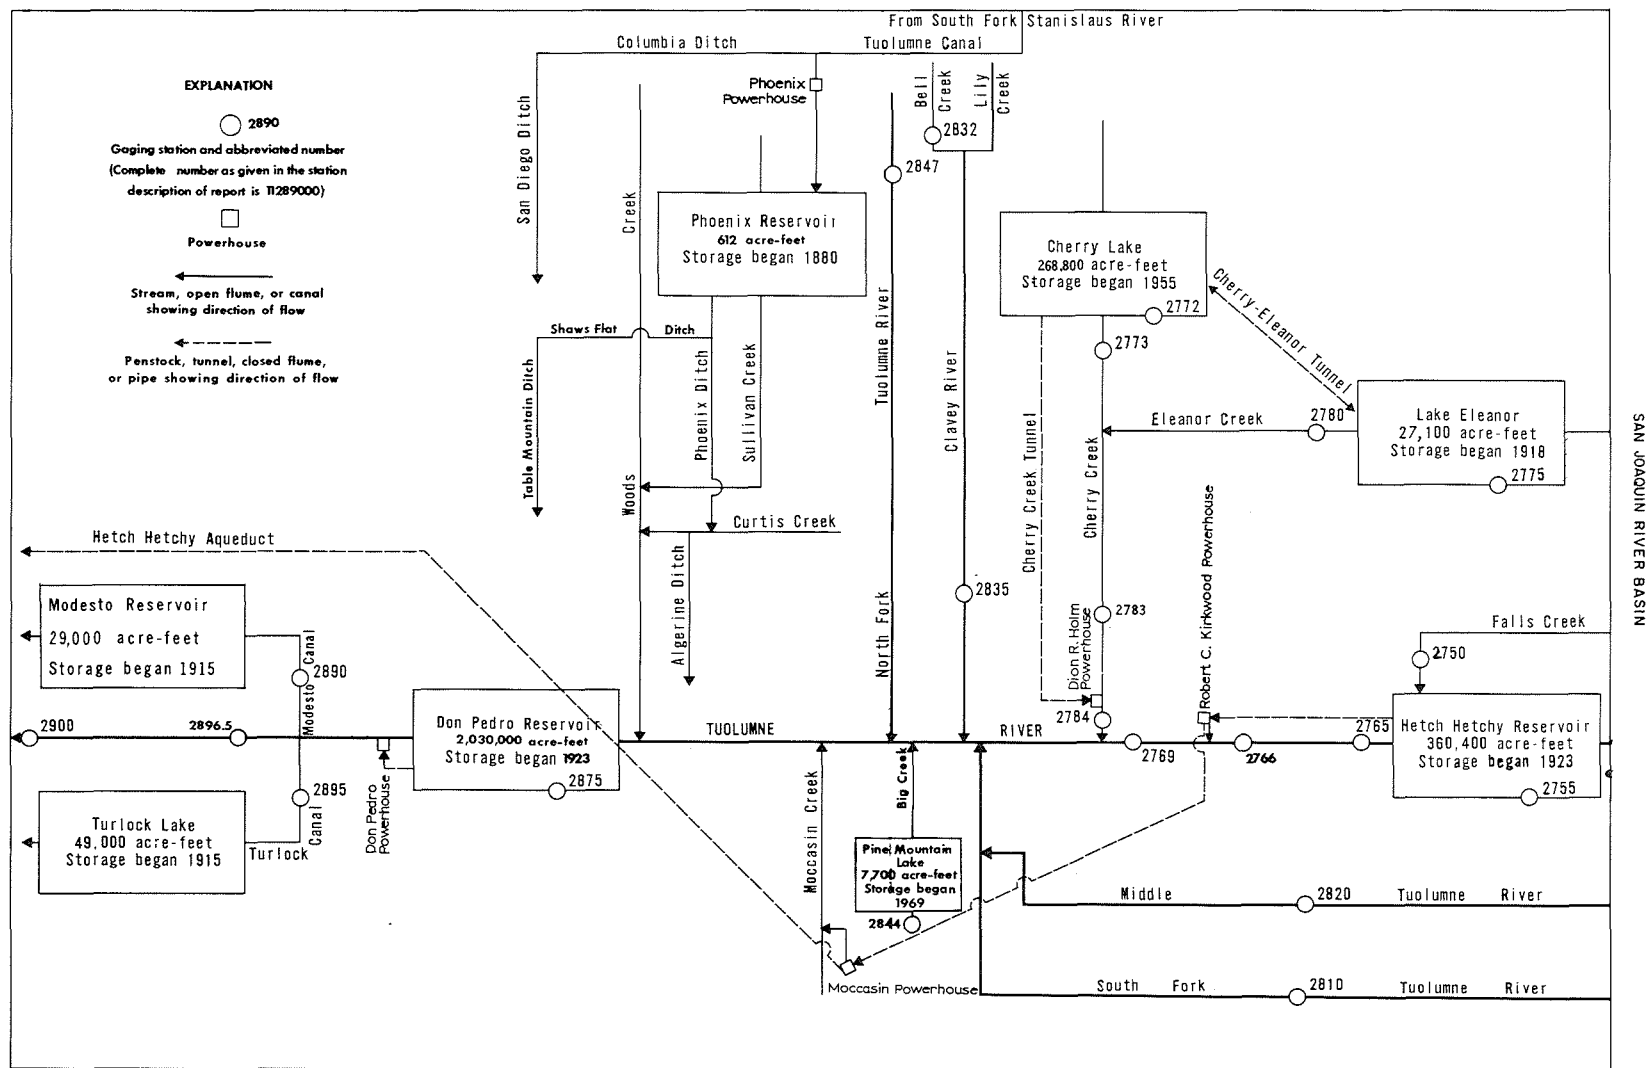 From South Fork Stanislaus River
Columbia Ditch
Tuolumne Canal
EXPLANATION
2890
Gaging station and abbreviated number
(Complete number as given in the station
description of report is 11289000)
Powerhouse
Stream, open flume, or canal
showing direction of flow
Penstock, tunnel, closed flume,
or pipe showing direction of flow
San Diego Ditch
Phoenix
Powerhouse
Creek
Woods
Phoenix Reservoir
612 acre-feet
Storage began 1880
Shaws Flat Ditch
Table Mountain Ditch
Phoenix Ditch
Sullivan Creek
Curtis Creek
Algerine Ditch
Bell
Creek
Lily
Creek
2832
2847
Tuolumne River
North Fork
Clavey River
2835
Cherry Lake
268,800 acre-feet
Storage began 1955
2772
2773
Cherry-Eleanor Tunnel
Lake Eleanor
27,100 acre-feet
Storage began 1918
2775
2780
Eleanor Creek
Cherry Creek Tunnel
Cherry Creek
2783
Dion R. Holm
Powerhouse
2784
Robert C. Kirkwood Powerhouse
Falls Creek
2750
Hetch Hetchy Reservoir
360,400 acre-feet
Storage began 1923
2755
2765
2766
2769
Hetch Hetchy Aqueduct
Modesto Reservoir
29,000 acre-feet
Storage began 1915
Modesto Canal
2890
2900
2896.5
2895
Turlock Lake
49,000 acre-feet
Storage began 1915
Turlock
Canal
Don Pedro
Powerhouse
Don Pedro Reservoir
2,030,000 acre-feet
Storage began 1923
2875
TUOLUMNE RIVER
Moccasin Creek
Big Creek
Pine Mountain
Lake
7,700 acre-feet
Storage began
1969
2844
Moccasin Powerhouse
Middle
2820
Tuolumne River
South Fork
2810
Tuolumne River
SAN JOAQUIN RIVER BASIN